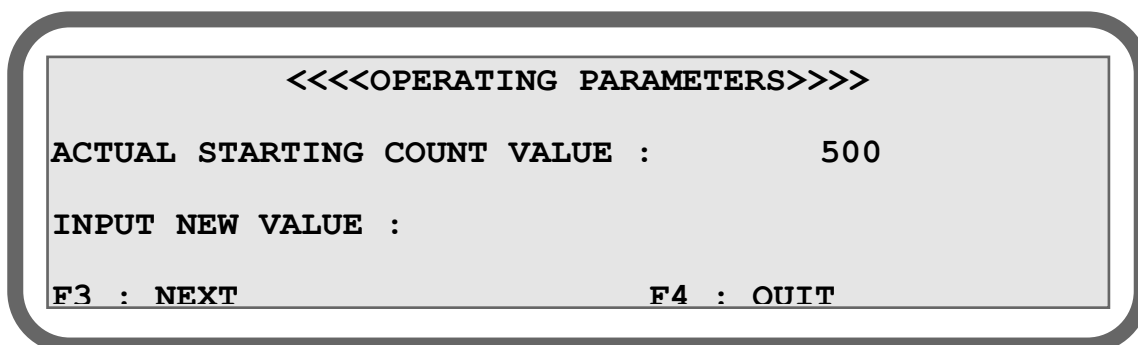 <<<<OPERATING PARAMETERS>>>>
ACTUAL STARTING COUNT VALUE : 500
INPUT NEW VALUE :
F3 : NEXT F4 : QUIT